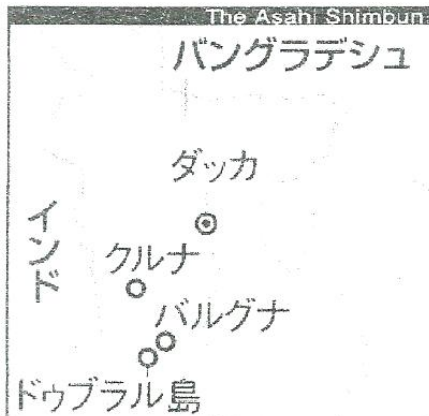 The Asahi Shimbun
バングラデシュ
ダッカ
インド
クルナ
バルグナ
ドゥブラル島